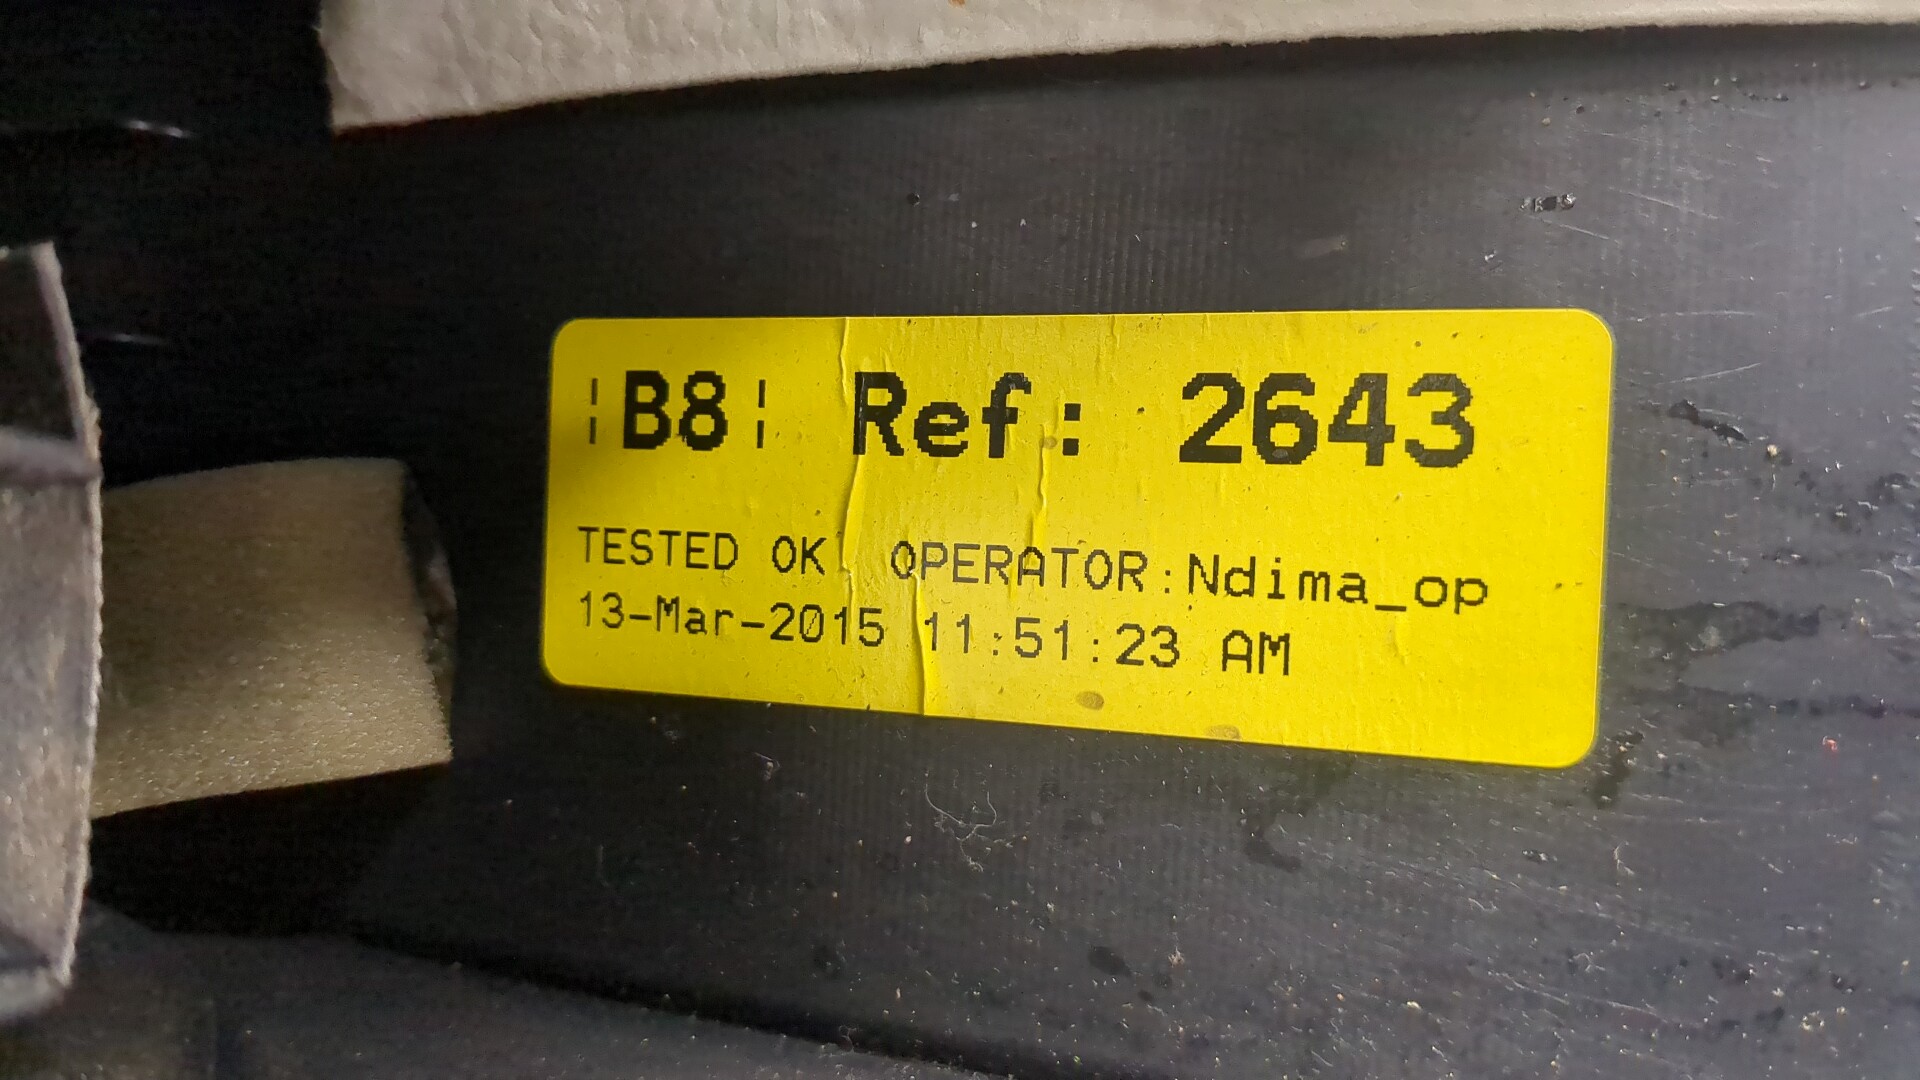 ¦B8¦ Ref: 2643
TESTED OK OPERATOR:Ndima_op
13-Mar-2015 11:51:23 AM